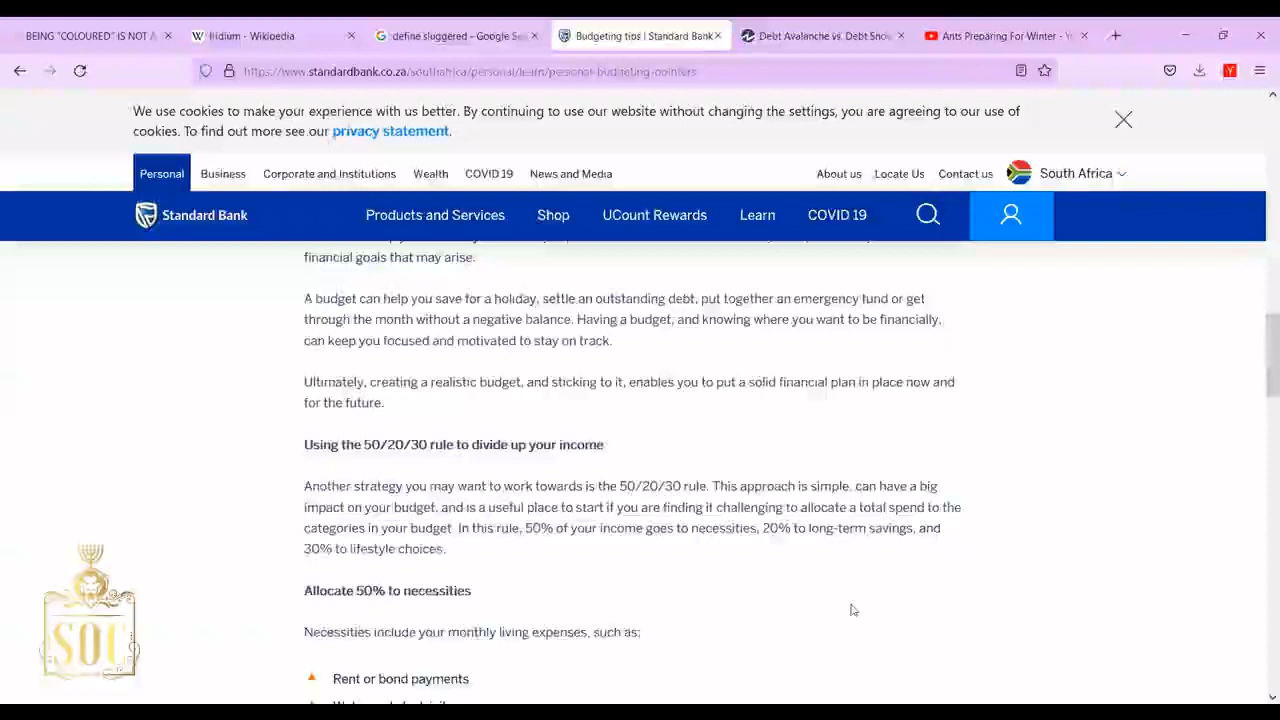 BEING "COLOURED" IS NOT A
Iridium - Wikipedia
define sluggered - Google Sea
Budgeting tips | Standard Bank
Debt Avalanche vs. Debt Snow
Ants Preparing For Winter - Y
https://www.standardbank.co.za/southafrica/personal/learn/personal-budgeting-pointers
We use cookies to make your experience with us better. By continuing to use our website without changing the settings, you are agreeing to our use of
cookies. To find out more see our privacy statement.
Personal Business Corporate and Institutions Wealth COVID 19 News and Media About us Locate Us Contact us South Africa
Standard Bank Products and Services Shop UCount Rewards Learn COVID 19
financial goals that may arise.
A budget can help you save for a holiday, settle an outstanding debt, put together an emergency fund or get
through the month without a negative balance. Having a budget, and knowing where you want to be financially,
can keep you focused and motivated to stay on track.
Ultimately, creating a realistic budget, and sticking to it, enables you to put a solid financial plan in place now and
for the future.
Using the 50/20/30 rule to divide up your income
Another strategy you may want to work towards is the 50/20/30 rule. This approach is simple, can have a big
impact on your budget, and is a useful place to start if you are finding it challenging to allocate a total spend to the
categories in your budget. In this rule, 50% of your income goes to necessities, 20% to long-term savings, and
30% to lifestyle choices.
Allocate 50% to necessities
Necessities include your monthly living expenses, such as:
Rent or bond payments
SOC